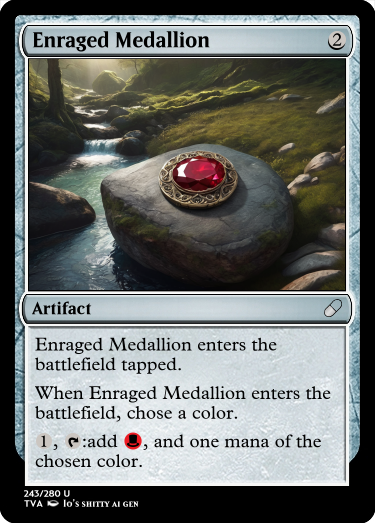 Enraged Medallion 2
Artifact
Enraged Medallion enters the
battlefield tapped.
When Enraged Medallion enters the
battlefield, chose a color.
1 , :add , and one mana of the
chosen color.
243/280 U
TVA Io's shitty ai gen